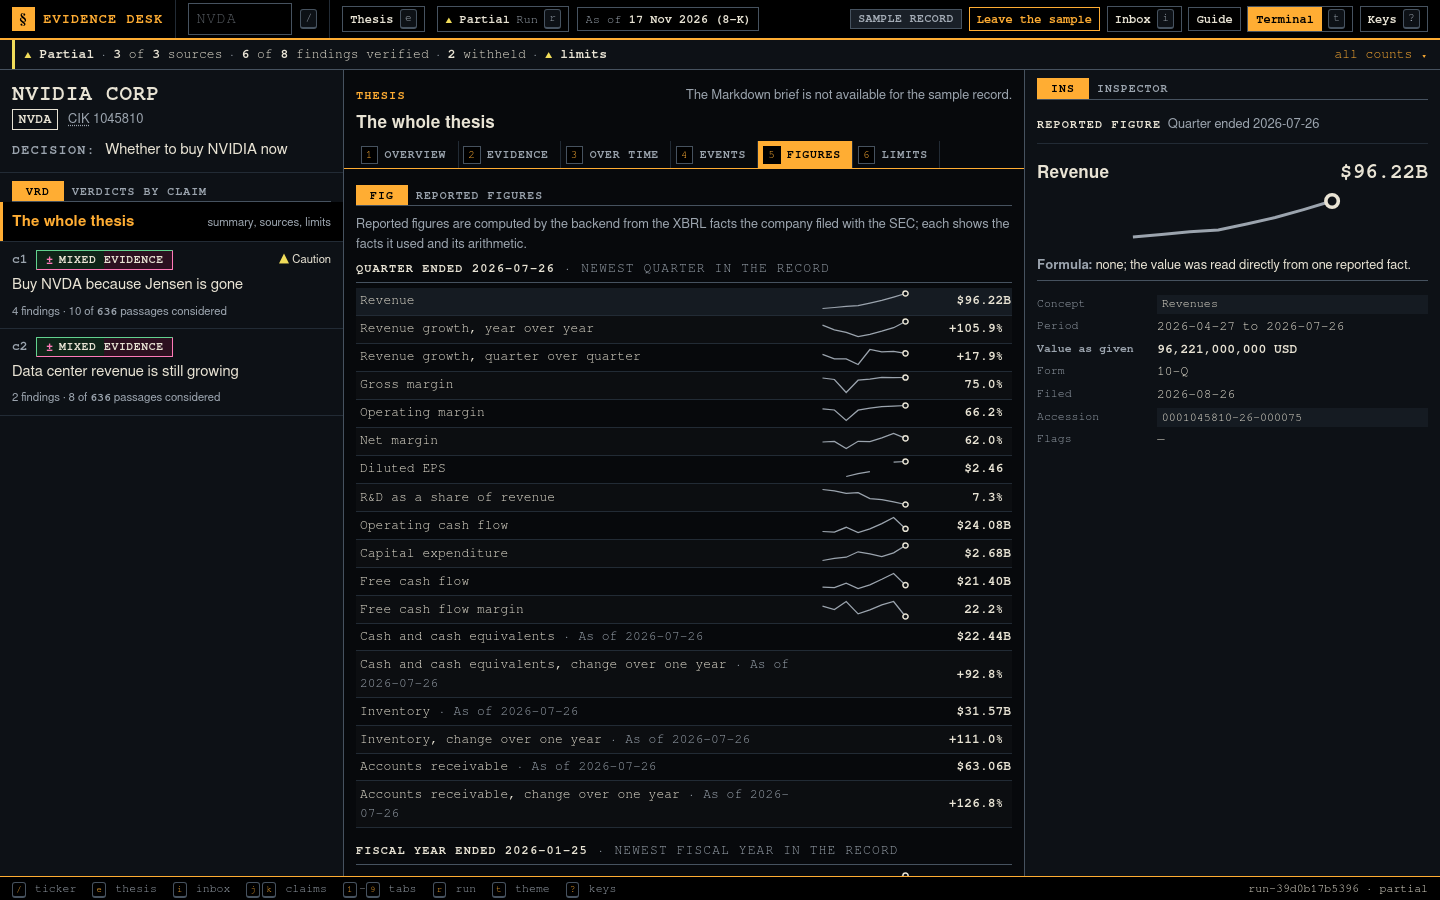 § EVIDENCE DESK NVDA / Thesis e ▲ Partial Run r As of 17 Nov 2026 (8-K) SAMPLE RECORD Leave the sample Inbox i Guide Terminal t Keys ?
▲ Partial · 3 of 3 sources · 6 of 8 findings verified · 2 withheld · ▲ limits all counts ▾
NVIDIA CORP
NVDA CIK 1045810
DECISION: Whether to buy NVIDIA now
VRD VERDICTS BY CLAIM
The whole thesis summary, sources, limits
c1 ± MIXED EVIDENCE ▲ Caution
Buy NVDA because Jensen is gone
4 findings · 10 of 636 passages considered
c2 ± MIXED EVIDENCE
Data center revenue is still growing
2 findings · 8 of 636 passages considered
THESIS The Markdown brief is not available for the sample record.
The whole thesis
1 OVERVIEW 2 EVIDENCE 3 OVER TIME 4 EVENTS 5 FIGURES 6 LIMITS
FIG REPORTED FIGURES
Reported figures are computed by the backend from the XBRL facts the company filed with the SEC; each shows the
facts it used and its arithmetic.
QUARTER ENDED 2026-07-26 · NEWEST QUARTER IN THE RECORD
Revenue $96.22B
Revenue growth, year over year +105.9%
Revenue growth, quarter over quarter +17.9%
Gross margin 75.0%
Operating margin 66.2%
Net margin 62.0%
Diluted EPS $2.46
R&D as a share of revenue 7.3%
Operating cash flow $24.08B
Capital expenditure $2.68B
Free cash flow $21.40B
Free cash flow margin 22.2%
Cash and cash equivalents · As of 2026-07-26 $22.44B
Cash and cash equivalents, change over one year · As of
2026-07-26 +92.8%
Inventory · As of 2026-07-26 $31.57B
Inventory, change over one year · As of 2026-07-26 +111.0%
Accounts receivable · As of 2026-07-26 $63.06B
Accounts receivable, change over one year · As of 2026-
07-26 +126.8%
FISCAL YEAR ENDED 2026-01-25 · NEWEST FISCAL YEAR IN THE RECORD
INS INSPECTOR
REPORTED FIGURE Quarter ended 2026-07-26
Revenue $96.22B
Formula: none; the value was read directly from one reported fact.
Concept Revenues
Period 2026-04-27 to 2026-07-26
Value as given 96,221,000,000 USD
Form 10-Q
Filed 2026-08-26
Accession 0001045810-26-000075
Flags —
/ ticker e thesis i inbox j k claims 1-9 tabs r run t theme ? keys run-39d0b17b5396 · partial